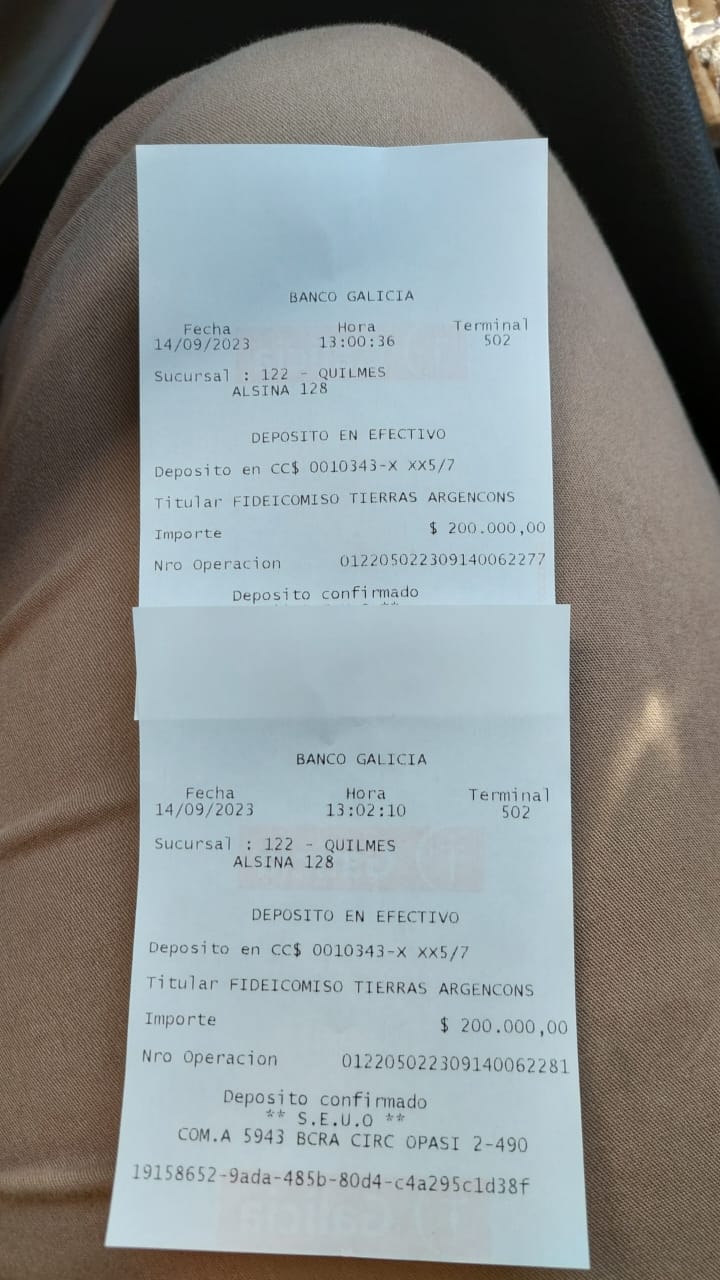 BANCO GALICIA
Fecha Hora Terminal
14/09/2023 13:00:36 502
Sucursal : 122 - QUILMES
ALSINA 128
DEPOSITO EN EFECTIVO
Deposito en CC$ 0010343-X XX5/7
Titular FIDEICOMISO TIERRAS ARGENCONS
Importe $ 200.000,00
Nro Operacion 012205022309140062277
Deposito confirmado
BANCO GALICIA
Fecha Hora Terminal
14/09/2023 13:02:10 502
Sucursal : 122 - QUILMES
ALSINA 128
DEPOSITO EN EFECTIVO
Deposito en CC$ 0010343-X XX5/7
Titular FIDEICOMISO TIERRAS ARGENCONS
Importe $ 200.000,00
Nro Operacion 012205022309140062281
Deposito confirmado
** S.E.U.O **
COM.A 5943 BCRA CIRC OPASI 2-490
19158652-9ada-485b-80d4-c4a295c1d38f